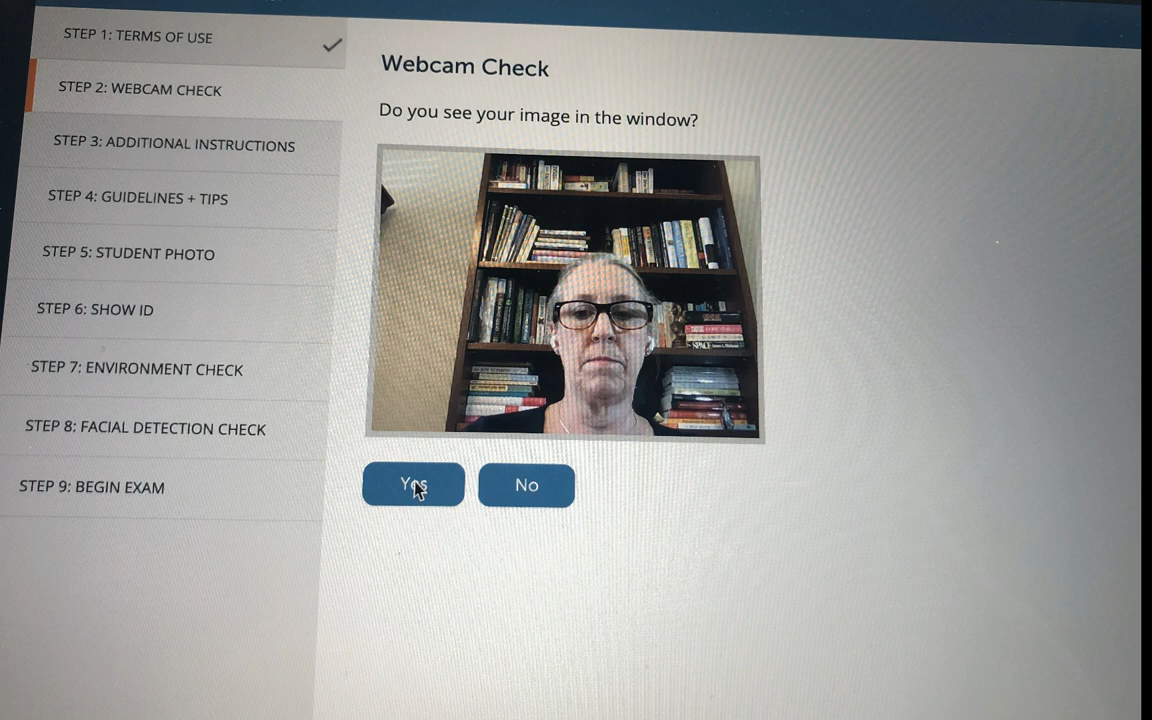 STEP 1: TERMS OF USE
STEP 2: WEBCAM CHECK
STEP 3: ADDITIONAL INSTRUCTIONS
STEP 4: GUIDELINES + TIPS
STEP 5: STUDENT PHOTO
STEP 6: SHOW ID
STEP 7: ENVIRONMENT CHECK
STEP 8: FACIAL DETECTION CHECK
STEP 9: BEGIN EXAM
Webcam Check
Do you see your image in the window?
SPACE
Yes
No